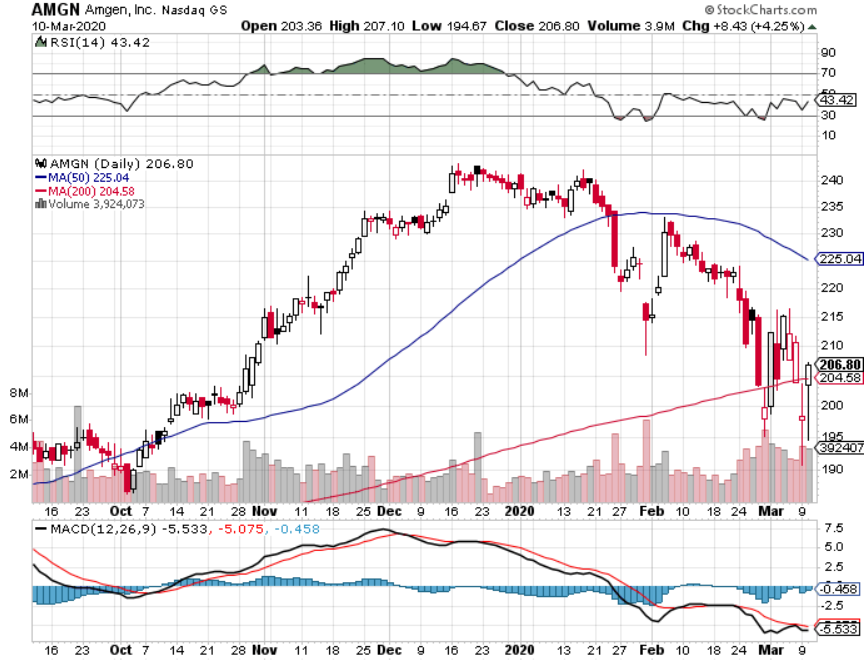 AMGN Amgen, Inc. Nasdaq GS © StockCharts.com
10-Mar-2020 Open 203.36 High 207.10 Low 194.67 Close 206.80 Volume 3.9M Chg +8.43 (+4.25%)
RSI(14) 43.42
90
70
50
43.42
30
10
AMGN (Daily) 206.80
MA(50) 225.04
MA(200) 204.58
Volume 3,924,073
240
235
230
225.04
220
215
210
206.80
204.58
200
195
392407
190
8M
6M
4M
2M
16 23 Oct 7 14 21 28 Nov 11 18 25 Dec 9 16 23 2020 13 21 27 Feb 10 18 24 Mar 9
MACD(12,26,9) -5.533, -5.075, -0.458
7.5
5.0
2.5
-0.458
-2.5
-5.533
16 23 Oct 7 14 21 28 Nov 11 18 25 Dec 9 16 23 2020 13 21 27 Feb 10 18 24 Mar 9